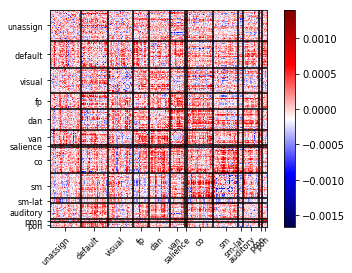 unassign
default
visual
fp
dan
van
salience
co
sm
sm-lat
auditory
pmn
pon
unassign
default
visual
fp
dan
van
salience
co
sm
sm-lat
auditory
0.0010
0.0005
0.0000
−0.0005
−0.0010
−0.0015